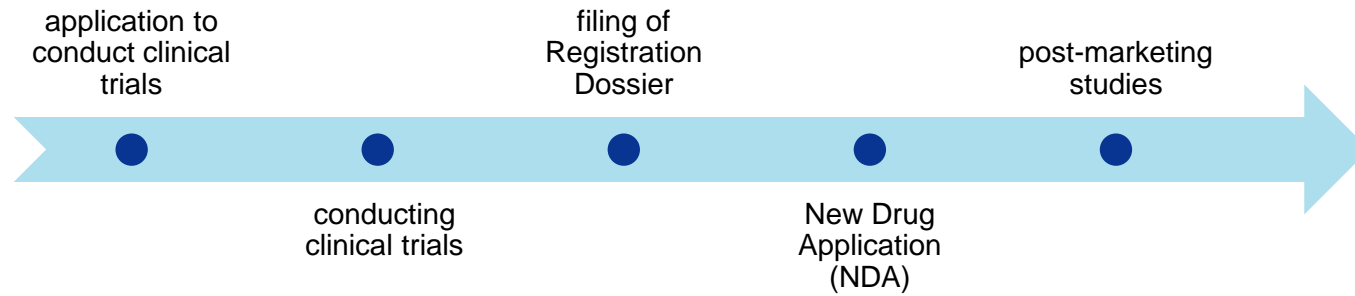 application to
conduct clinical
trials
conducting
clinical trials
filing of
Registration
Dossier
New Drug
Application
(NDA)
post-marketing
studies